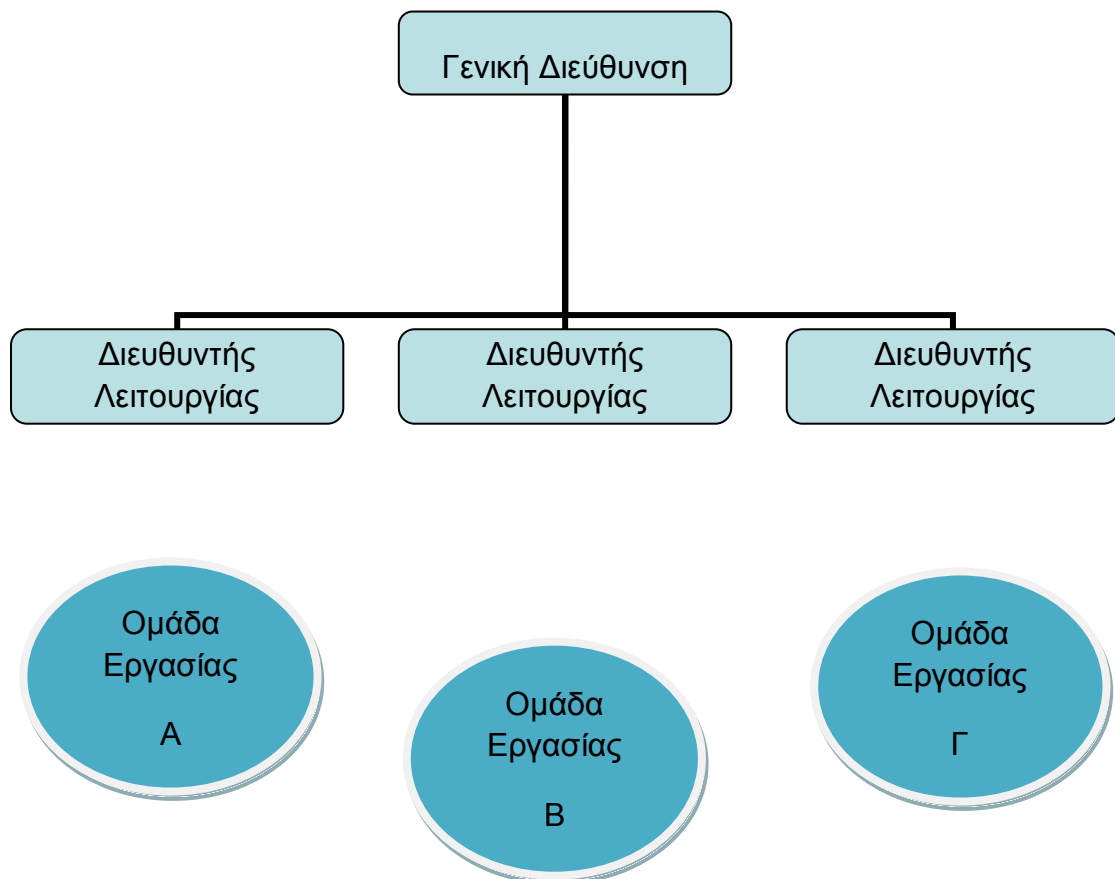 Γενική Διεύθυνση
Διευθυντής
Λειτουργίας
Διευθυντής
Λειτουργίας
Διευθυντής
Λειτουργίας
Ομάδα
Εργασίας
Α
Ομάδα
Εργασίας
Β
Ομάδα
Εργασίας
Γ